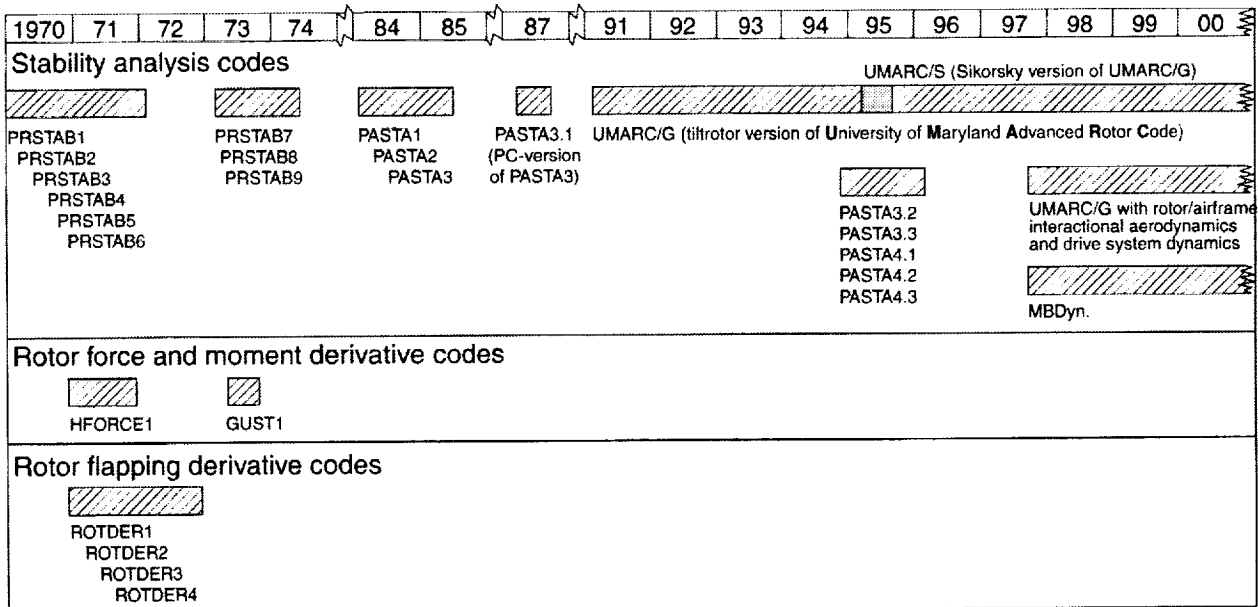 1970 71 72 73 74 84 85 87 91 92 93 94 95 96 97 98 99 00
Stability analysis codes
UMARC/S (Sikorsky version of UMARC/G)
PRSTAB1
PRSTAB2
PRSTAB3
PRSTAB4
PRSTAB5
PRSTAB6
PRSTAB7
PRSTAB8
PRSTAB9
PASTA1
PASTA2
PASTA3
PASTA3.1
(PC-version
of PASTA3)
UMARC/G (tiltrotor version of University of Maryland Advanced Rotor Code)
PASTA3.2
PASTA3.3
PASTA4.1
PASTA4.2
PASTA4.3
UMARC/G with rotor/airframe
interactional aerodynamics
and drive system dynamics
MBDyn.
Rotor force and moment derivative codes
HFORCE1
GUST1
Rotor flapping derivative codes
ROTDER1
ROTDER2
ROTDER3
ROTDER4